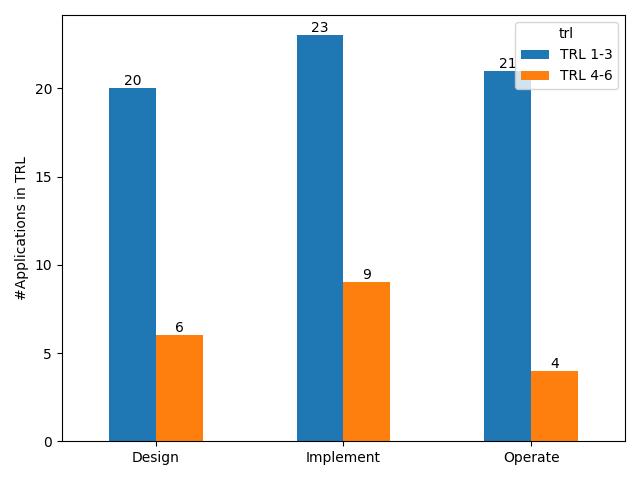 #Applications in TRL
trl
TRL 1-3
TRL 4-6
20
15
10
5
0
20
6
23
9
21
4
Design
Implement
Operate